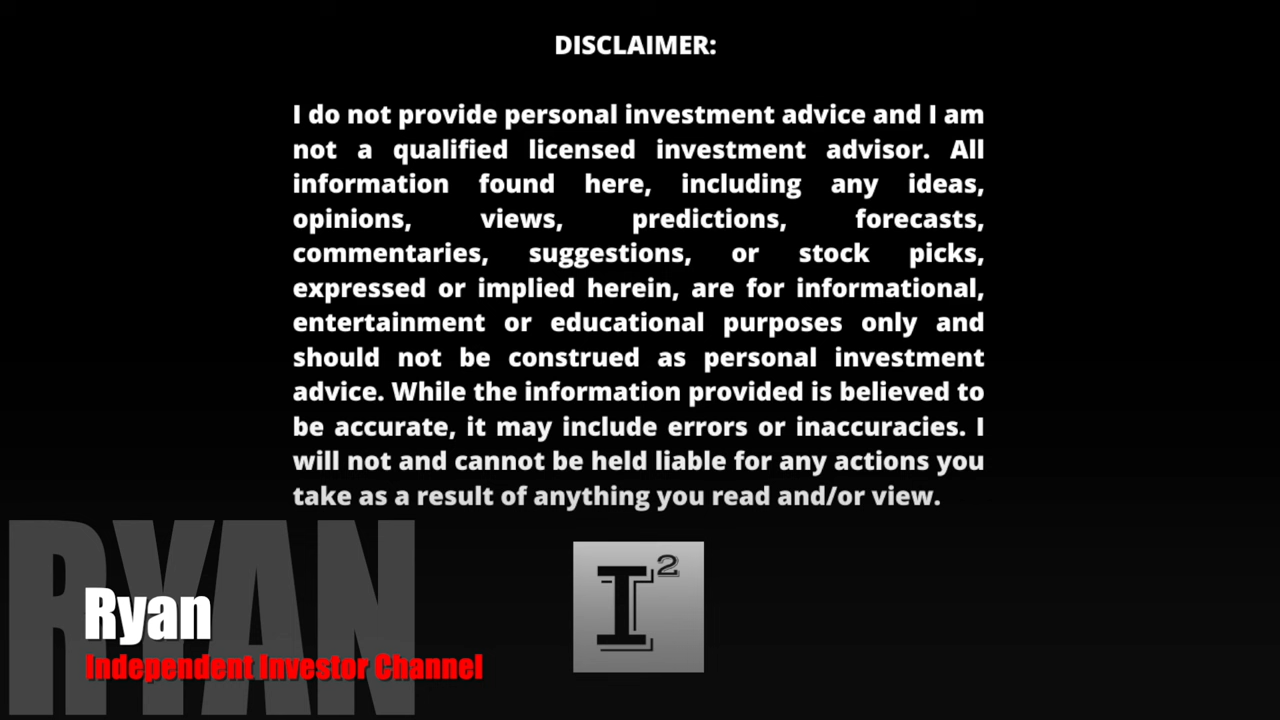 DISCLAIMER:
I do not provide personal investment advice and I am
not a qualified licensed investment advisor. All
information found here, including any ideas,
opinions, views, predictions, forecasts,
commentaries, suggestions, or stock picks,
expressed or implied herein, are for informational,
entertainment or educational purposes only and
should not be construed as personal investment
advice. While the information provided is believed to
be accurate, it may include errors or inaccuracies. I
will not and cannot be held liable for any actions you
take as a result of anything you read and/or view.
RYAN
Ryan
Independent Investor Channel
I²